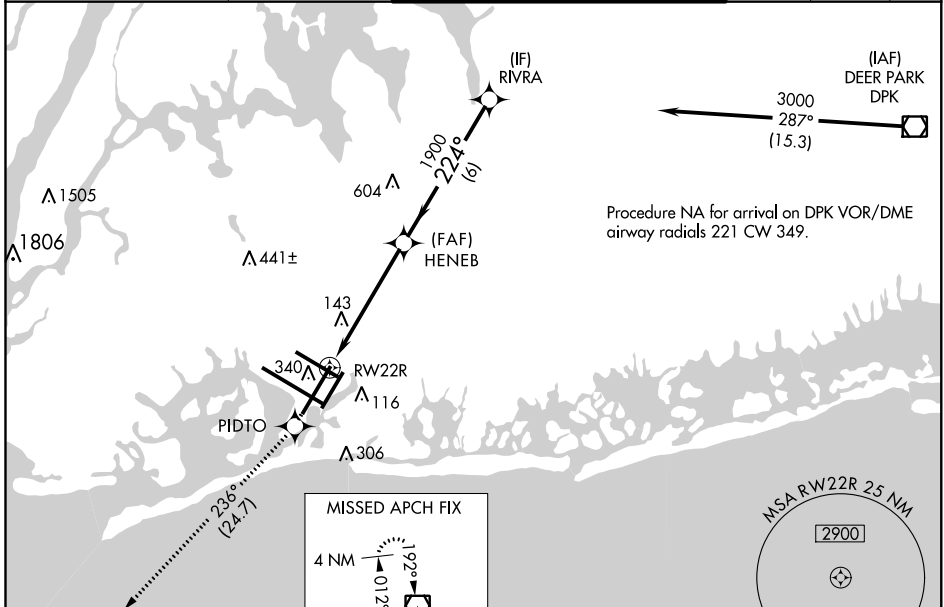 (IF)
RIVRA
(IAF)
DEER PARK
DPK
3000
287°
(15.3)
1900
224°
(6)
604
1505
Procedure NA for arrival on DPK VOR/DME
airway radials 221 CW 349.
1806
(FAF)
HENEB
441±
143
340
RW22R
116
PIDTO
306
236°
(24.7)
MISSED APCH FIX
4 NM
192°
012°
MSA RW22R 25 NM
2900